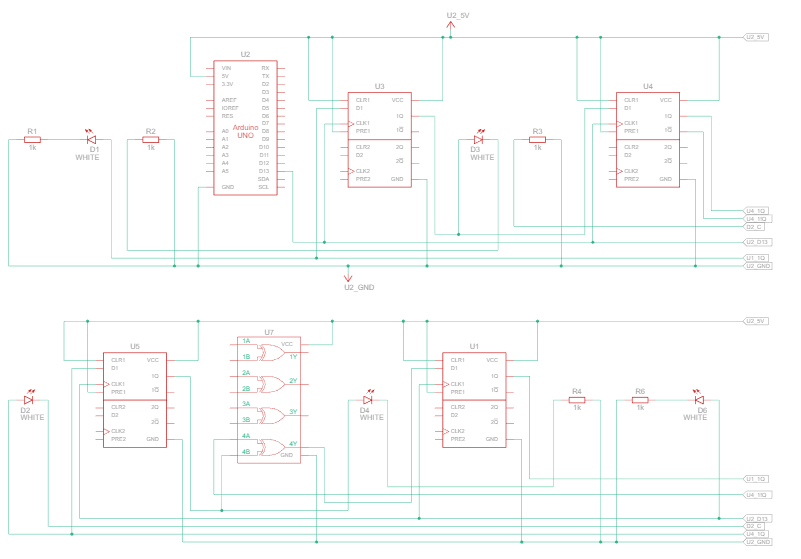 U2_5V
U2_5V
U2
U3
U4
VIN
5V
3.3V
AREF
IOREF
RES
A0
A1
A2
A3
A4
A5
GND
Arduino
UNO
RX
TX
D2
D3
D4
D5
D6
D7
D8
D9
D10
D11
D12
D13
SDA
SCL
CLR1
D1
CLK1
PRE1
CLR2
D2
CLK2
PRE2
VCC
1Q
1Q
2Q
2Q
GND
CLR1
D1
CLK1
PRE1
CLR2
D2
CLK2
PRE2
VCC
1Q
1Q
2Q
2Q
GND
R1
1k
D1
WHITE
R2
1k
D3
WHITE
R3
1k
U4_1Q
U4_1!Q
D2_C
U2_D13
U1_1Q
U2_GND
U2_GND
U2_5V
U5
U7
U1
CLR1
D1
CLK1
PRE1
CLR2
D2
CLK2
PRE2
VCC
1Q
1Q
2Q
2Q
GND
1A
1B
2A
2B
3A
3B
4A
4B
VCC
1Y
2Y
3Y
4Y
GND
CLR1
D1
CLK1
PRE1
CLR2
D2
CLK2
PRE2
VCC
1Q
1Q
2Q
2Q
GND
D2
WHITE
D4
WHITE
R4
1k
R6
1k
D6
WHITE
U1_1Q
U4_1!Q
U2_D13
D2_C
U4_1Q
U2_GND